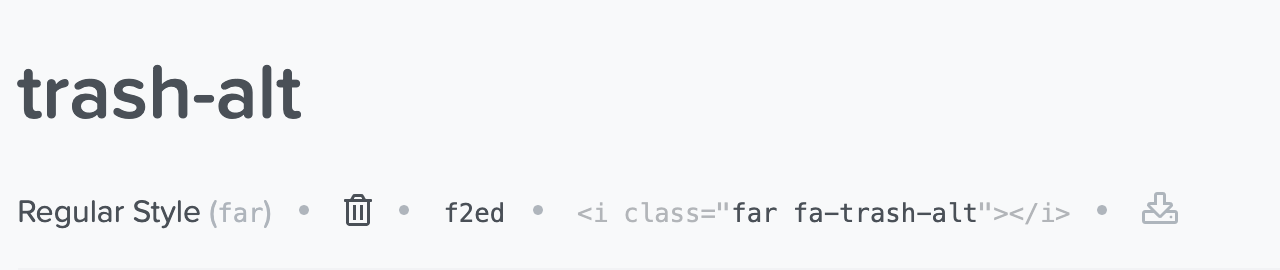 trash-alt
Regular Style (far) • • f2ed • <i class="far fa-trash-alt"></i> •